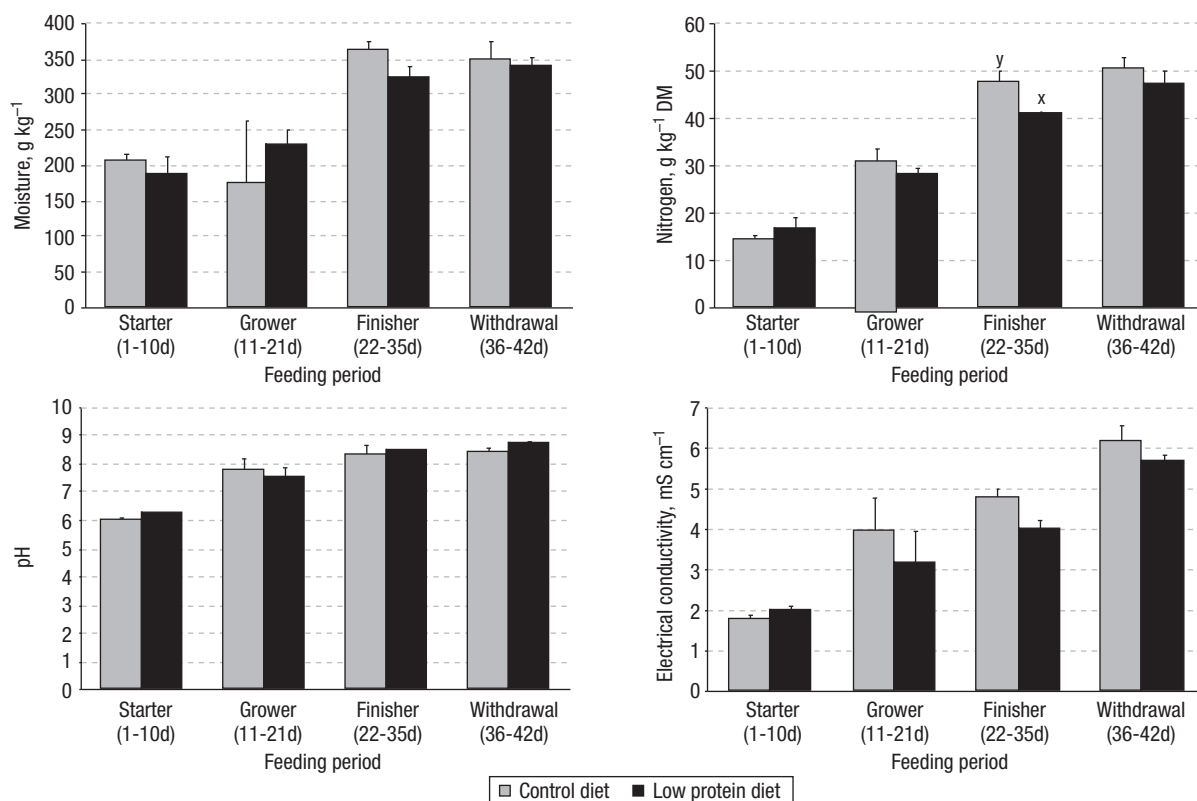 Moisture, g kg⁻¹
400
350
300
250
200
150
100
50
0
Starter Grower Finisher Withdrawal
(1-10d) (11-21d) (22-35d) (36-42d)
Feeding period
Nitrogen, g kg⁻¹ DM
60
50
40
30
20
10
0
y
x
Starter Grower Finisher Withdrawal
(1-10d) (11-21d) (22-35d) (36-42d)
Feeding period
pH
10
9
8
7
6
5
4
3
2
1
0
Starter Grower Finisher Withdrawal
(1-10d) (11-21d) (22-35d) (36-42d)
Feeding period
Electrical conductivity, mS cm⁻¹
7
6
5
4
3
2
1
0
Starter Grower Finisher Withdrawal
(1-10d) (11-21d) (22-35d) (36-42d)
Feeding period
Control diet Low protein diet